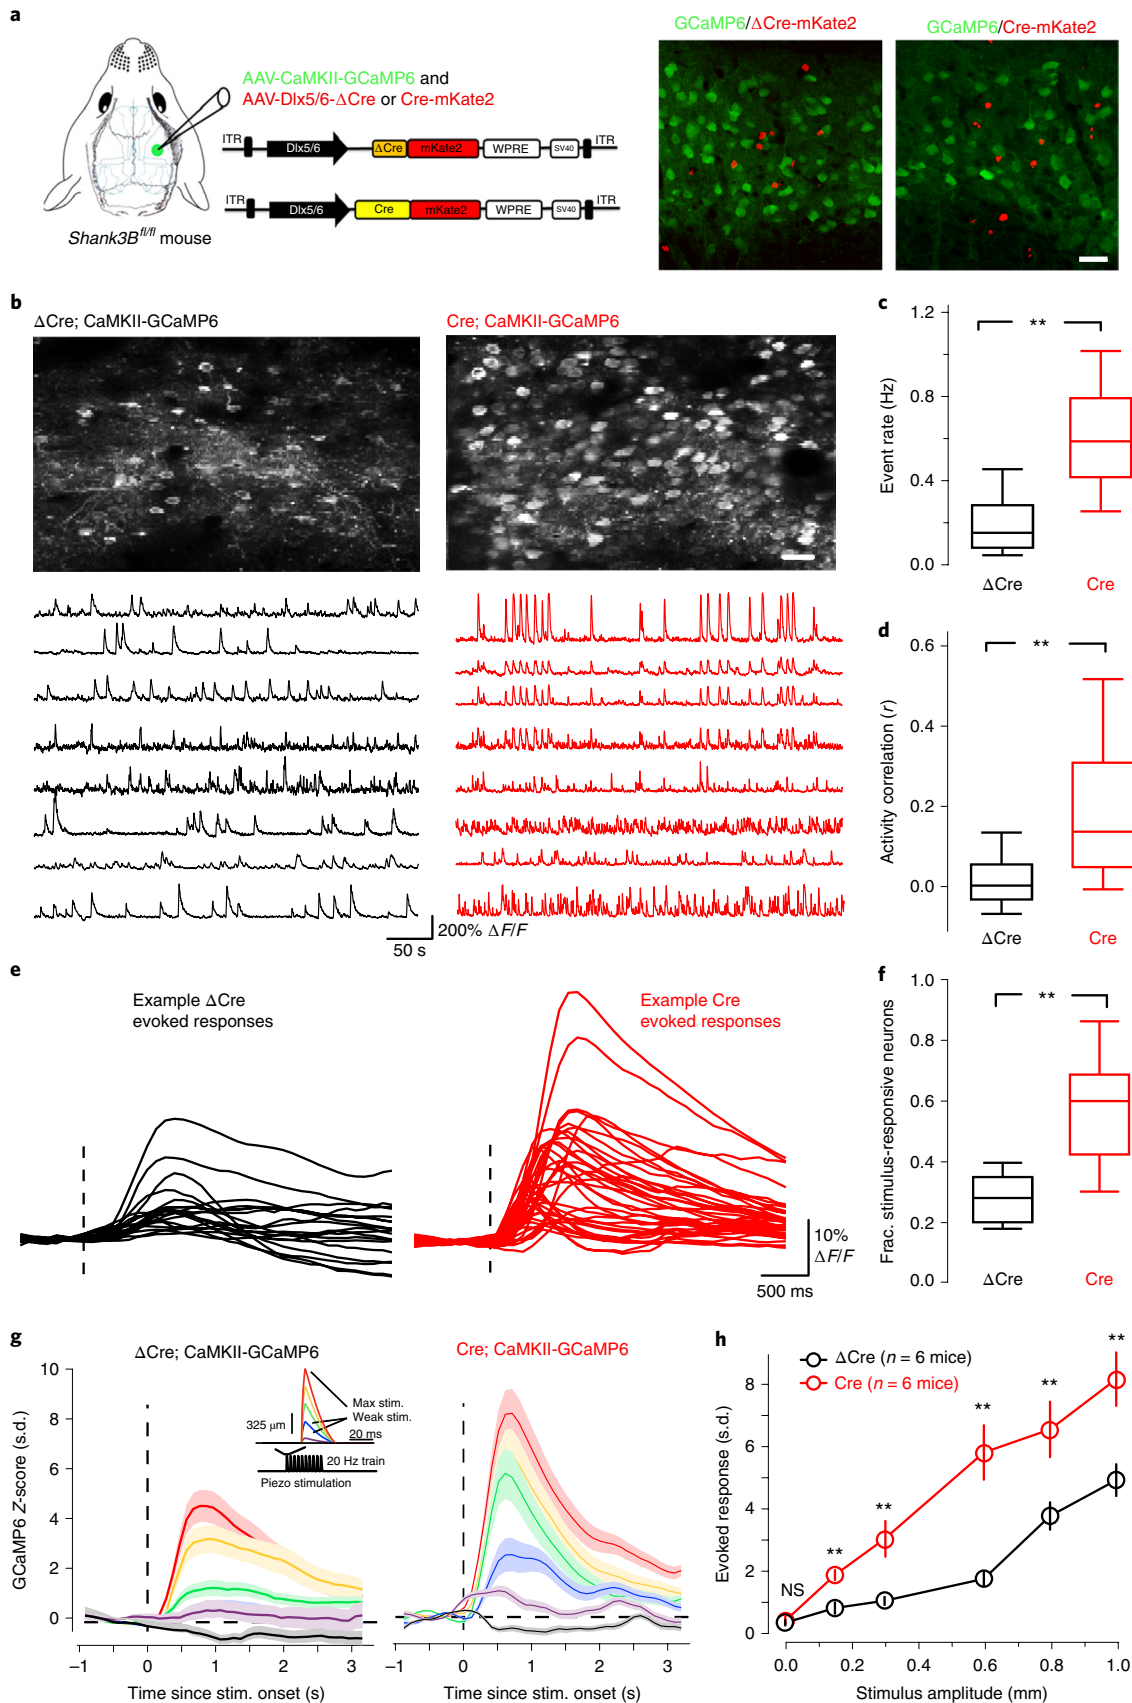 a
AAV-CaMKII-GCaMP6 and
AAV-Dlx5/6-ΔCre or Cre-mKate2
ITR
Dlx5/6
ΔCre
mKate2
WPRE
SV40
ITR
ITR
Dlx5/6
Cre
mKate2
WPRE
SV40
ITR
Shank3B fl/fl mouse
GCaMP6/ΔCre-mKate2
GCaMP6/Cre-mKate2
b
ΔCre; CaMKII-GCaMP6
Cre; CaMKII-GCaMP6
200% ΔF/F
50 s
c
Event rate (Hz)
1.2
0.8
0.4
0.0
**
ΔCre
Cre
d
Activity correlation (r)
0.6
0.4
0.2
0.0
**
ΔCre
Cre
e
Example ΔCre
evoked responses
Example Cre
evoked responses
10%
ΔF/F
500 ms
f
Frac. stimulus-responsive neurons
1.0
0.8
0.6
0.4
0.2
0.0
**
ΔCre
Cre
g
ΔCre; CaMKII-GCaMP6
Cre; CaMKII-GCaMP6
GCaMP6 Z-score (s.d.)
10
8
6
4
2
0
325 μm
Max stim.
Weak stim.
20 ms
20 Hz train
Piezo stimulation
−1 0 1 2 3
Time since stim. onset (s)
−1 0 1 2 3
Time since stim. onset (s)
h
ΔCre (n = 6 mice)
Cre (n = 6 mice)
Evoked response (s.d.)
8
6
4
2
0
NS
**
**
**
**
**
0.0 0.2 0.4 0.6 0.8 1.0
Stimulus amplitude (mm)